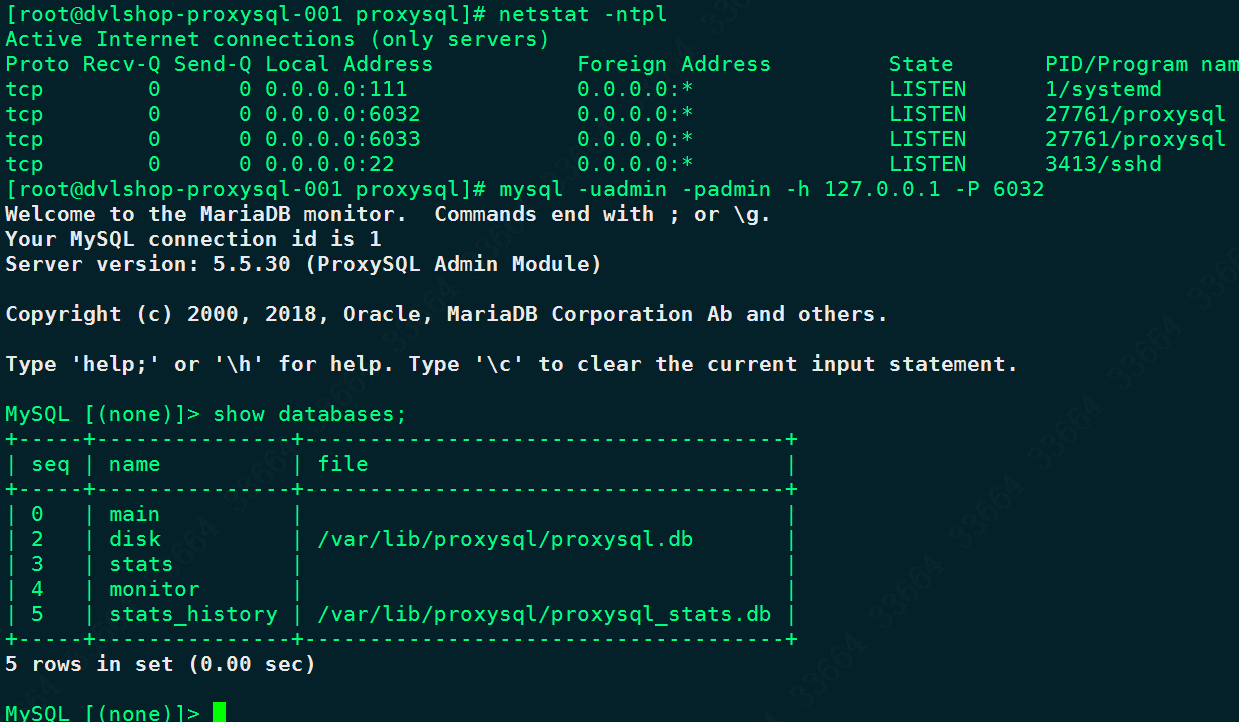 [root@dvlshop-proxysql-001 proxysql]# netstat -ntpl
Active Internet connections (only servers)
Proto Recv-Q Send-Q Local Address           Foreign Address         State       PID/Program nam
tcp        0      0 0.0.0.0:111             0.0.0.0:*               LISTEN      1/systemd
tcp        0      0 0.0.0.0:6032            0.0.0.0:*               LISTEN      27761/proxysql
tcp        0      0 0.0.0.0:6033            0.0.0.0:*               LISTEN      27761/proxysql
tcp        0      0 0.0.0.0:22              0.0.0.0:*               LISTEN      3413/sshd
[root@dvlshop-proxysql-001 proxysql]# mysql -uadmin -padmin -h 127.0.0.1 -P 6032
Welcome to the MariaDB monitor.  Commands end with ; or \g.
Your MySQL connection id is 1
Server version: 5.5.30 (ProxySQL Admin Module)

Copyright (c) 2000, 2018, Oracle, MariaDB Corporation Ab and others.

Type 'help;' or '\h' for help. Type '\c' to clear the current input statement.

MySQL [(none)]> show databases;
+-----+---------------+-------------------------------------+
| seq | name          | file                                |
+-----+---------------+-------------------------------------+
| 0   | main          |                                     |
| 2   | disk          | /var/lib/proxysql/proxysql.db       |
| 3   | stats         |                                     |
| 4   | monitor       |                                     |
| 5   | stats_history | /var/lib/proxysql/proxysql_stats.db |
+-----+---------------+-------------------------------------+
5 rows in set (0.00 sec)

MySQL [(none)]>
33664 33664 33664 33664 33664